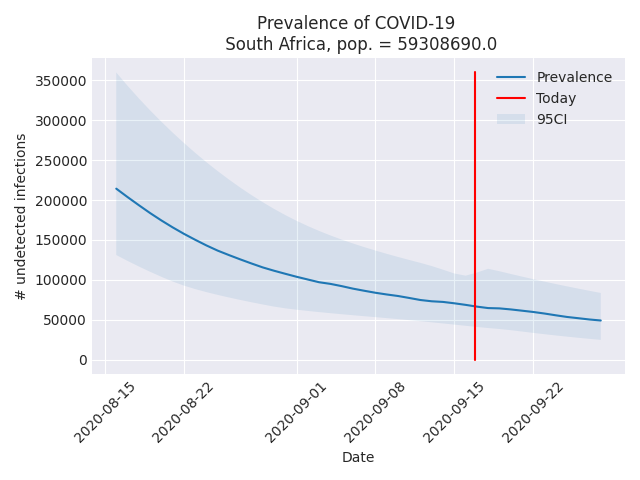 Prevalence of COVID-19
South Africa, pop. = 59308690.0
350000
300000
250000
200000
150000
100000
50000
0
# undetected infections
Prevalence
Today
95CI
2020-08-15
2020-08-22
2020-09-01
2020-09-08
2020-09-15
2020-09-22
Date